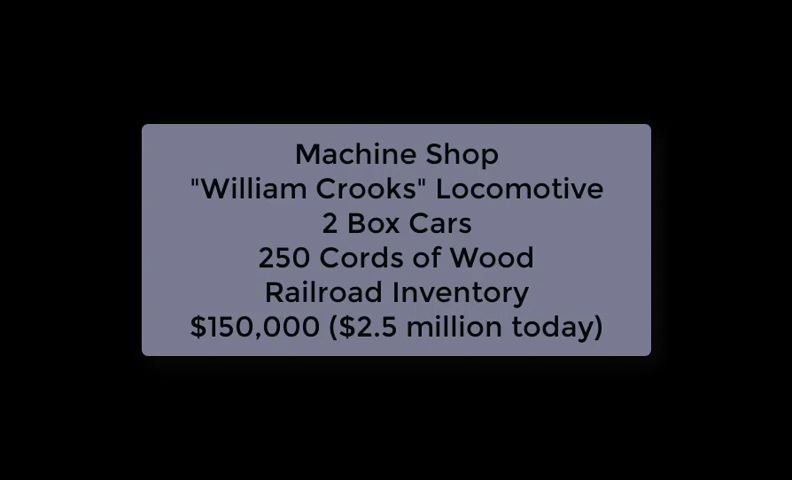 Machine Shop
"William Crooks" Locomotive
2 Box Cars
250 Cords of Wood
Railroad Inventory
$150,000 ($2.5 million today)